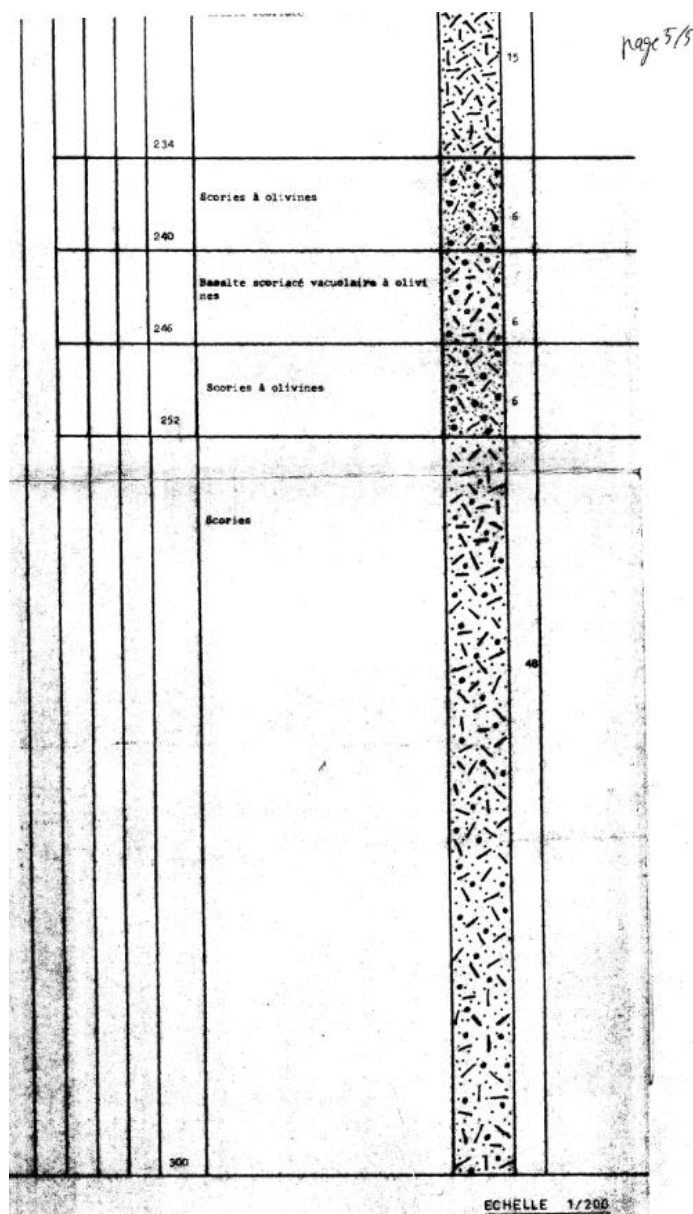 page 5/5
15
234
Scories à olivines
6
240
Basalte scoriacé vacuolaire à olivi
nes
6
246
Scories à olivines
6
252
Scories
48
300
ECHELLE 1/200